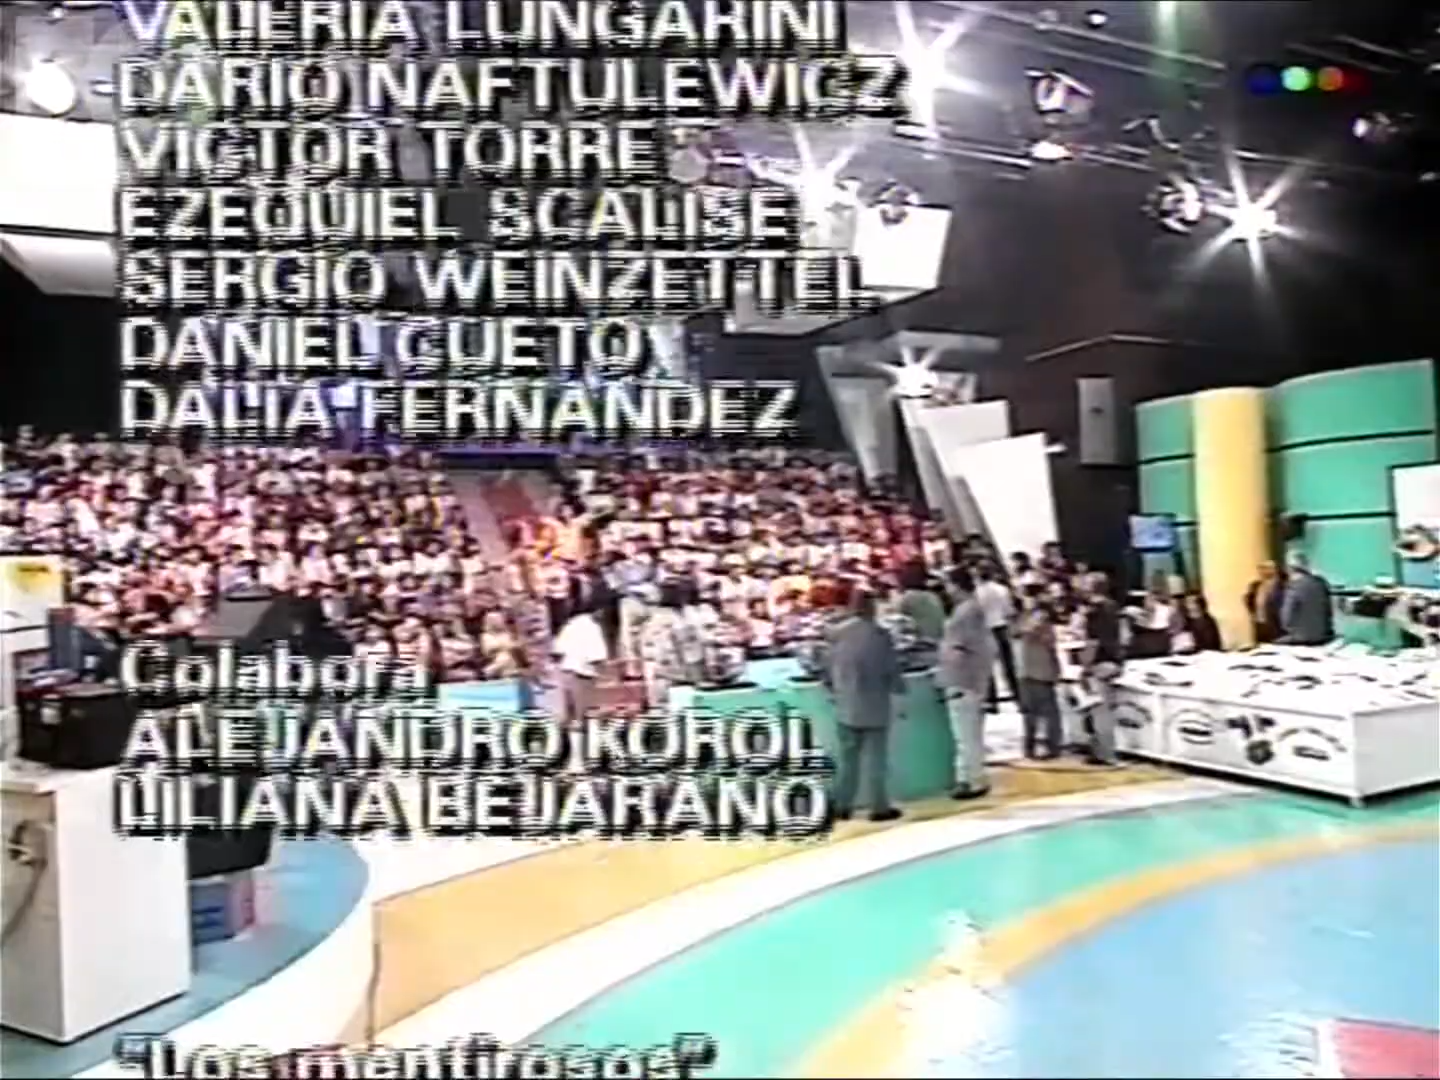 VALERIA LUNGARINI
DARIO NAFTULEWICZ
VICTOR TORRE
EZEQUIEL SCALISE
SERGIO WEINZETTEL
DANIEL CUETO
DALIA FERNANDEZ
Colabora
ALEJANDRO KOROL
LILIANA BEJARANO
"Los mentirosos"